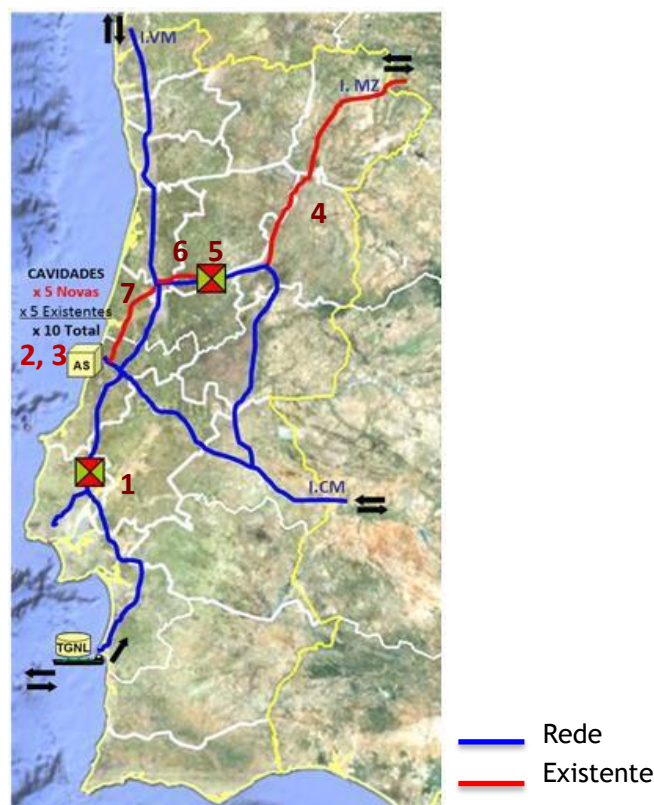 I.VM
I. MZ
4
6 5
CAVIDADES
x 5 Novas
x 5 Existentes
x 10 Total
7
2, 3
AS
1
I.CM
TGNL
Rede
Existente